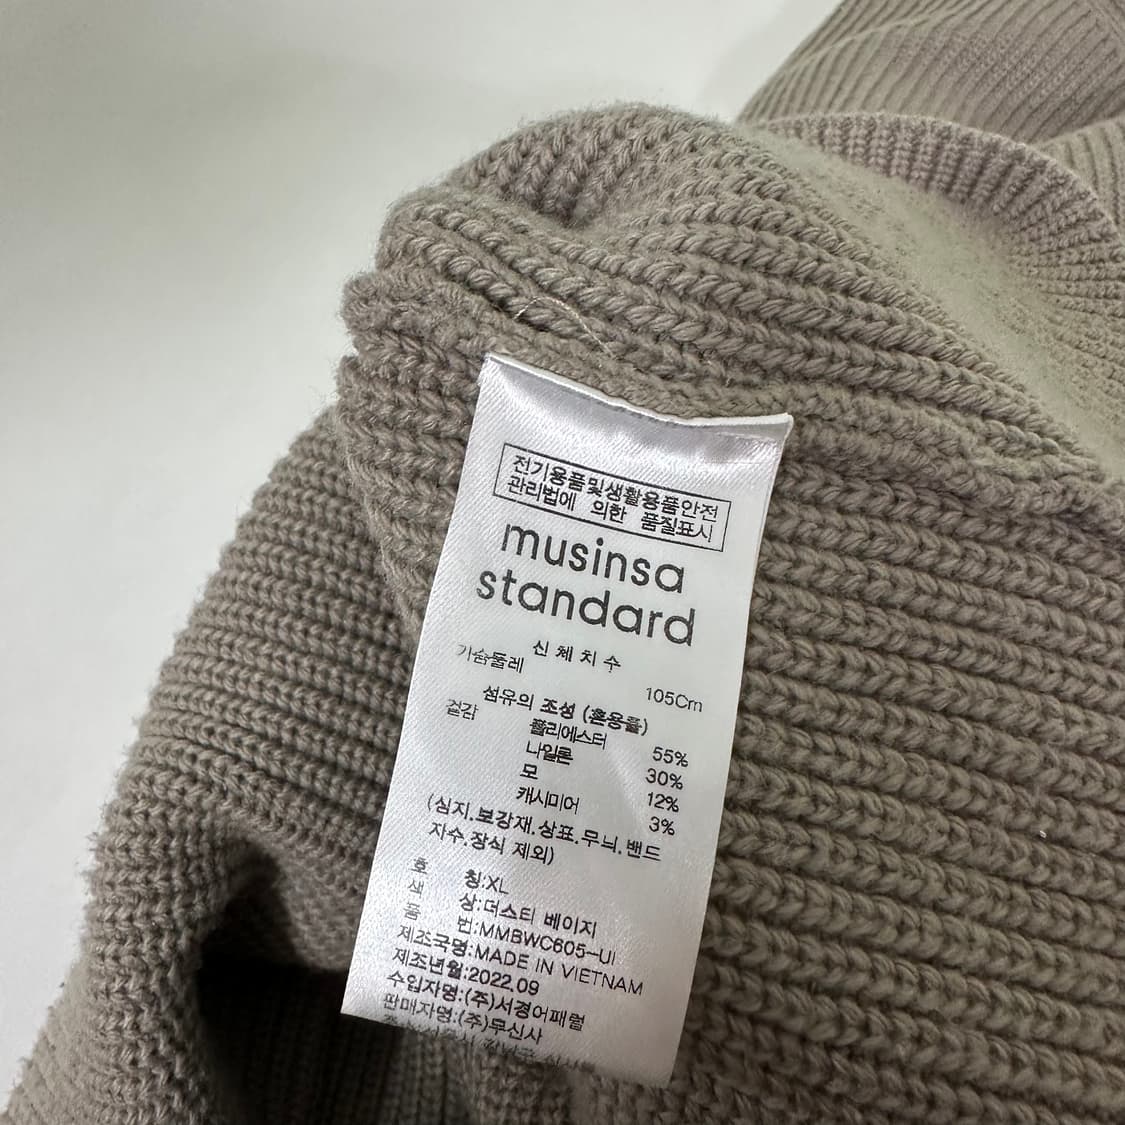 전기용품및생활용품안전
관리법에 의한 품질표시
musinsa
standard
신체치수
가슴둘레 105Cm
섬유의 조성 (혼용률)
겉감 폴리에스터 55%
나일론 30%
모 12%
캐시미어 3%
(심지.보강재.상표.무늬.밴드
자수.장식 제외)
호 칭:XL
색 상:더스티 베이지
품 번:MMBWC605-UI
제조국명:MADE IN VIETNAM
제조년월:2022.09
수입자명:(주)서경어패럴
판매자명:(주)무신사